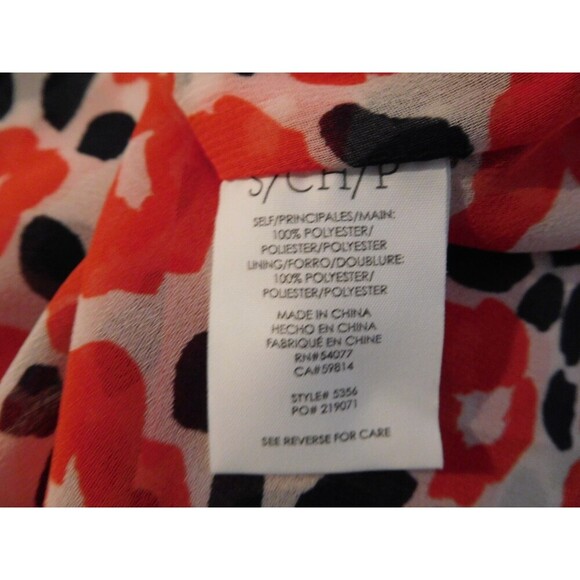 S/CH/P
SELF/PRINCIPALES/MAIN:
100% POLYESTER/
POLIESTER/POLYESTER
LINING/FORRO/DOUBLURE:
100% POLYESTER/
POLIESTER/POLYESTER
MADE IN CHINA
HECHO EN CHINA
FABRIQUÉ EN CHINE
RN#54077
CA#59814
STYLE# 5356
PO# 219071
SEE REVERSE FOR CARE